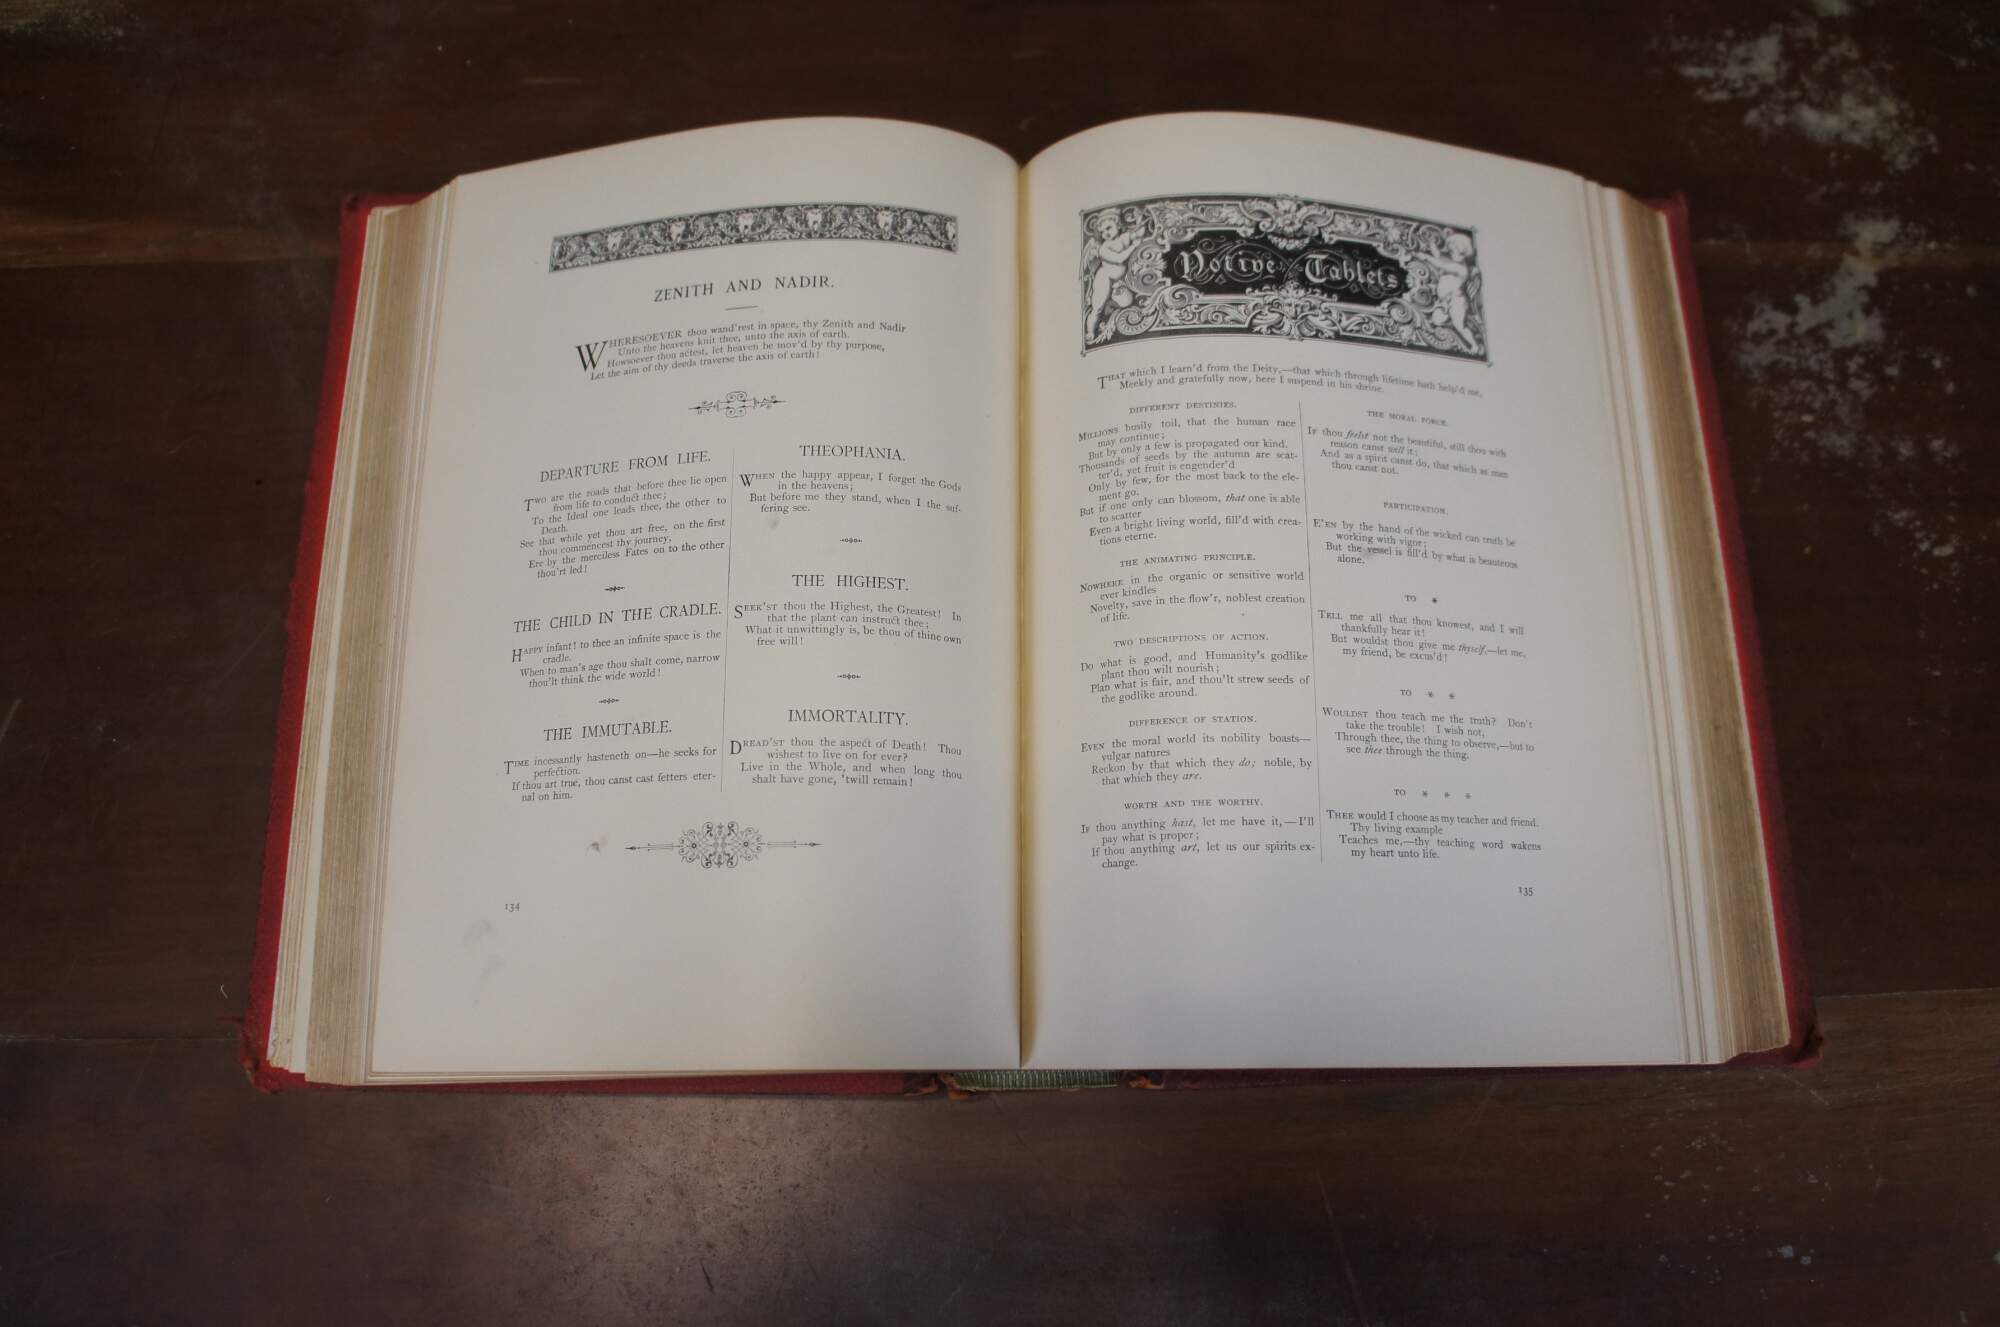 ZENITH AND NADIR.
WHERESOEVER thou wand'rest in space, thy Zenith and Nadir
Unto the heavens knit thee, unto the axis of earth.
Howsoever thou actest, let heaven be mov'd by thy purpose,
Let the aim of thy deeds traverse the axis of earth!
DEPARTURE FROM LIFE.
TWO are the roads that before thee lie open
from life to conduct thee;
To the Ideal one leads thee, the other to
Death.
See that while yet thou art free, on the first
thou commencest thy journey,
Ere by the merciless Fates on to the other
thou'rt led!
THE CHILD IN THE CRADLE.
HAPPY infant! to thee an infinite space is the
cradle.
When to man's age thou shalt come, narrow
thou'lt think the wide world!
THE IMMUTABLE.
TIME incessantly hasteneth on—he seeks for
perfection.
If thou art true, thou canst cast fetters eter-
nal on him.
THEOPHANIA.
WHEN the happy appear, I forget the Gods
in the heavens;
But before me they stand, when I the suf-
fering see.
THE HIGHEST.
SEEK'ST thou the Highest, the Greatest! In
that the plant can instruct thee;
What it unwittingly is, be thou of thine own
free will!
IMMORTALITY.
DREAD'ST thou the aspect of Death! Thou
wishest to live on for ever?
Live in the Whole, and when long thou
shalt have gone, 'twill remain!
134
Votive Tablets
THAT which I learn'd from the Deity,—that which through lifetime hath help'd me,
Meekly and gratefully now, here I suspend in his shrine.
DIFFERENT DESTINIES.
MILLIONS busily toil, that the human race
may continue;
But by only a few is propagated our kind.
Thousands of seeds by the autumn are scat-
ter'd, yet fruit is engender'd
Only by few, for the most back to the ele-
ment go.
But if one only can blossom, that one is able
to scatter
Even a bright living world, fill'd with crea-
tions eterne.
THE ANIMATING PRINCIPLE.
NOWHERE in the organic or sensitive world
ever kindles
Novelty, save in the flow'r, noblest creation
of life.
TWO DESCRIPTIONS OF ACTION.
Do what is good, and Humanity's godlike
plant thou wilt nourish;
Plan what is fair, and thou'lt strew seeds of
the godlike around.
DIFFERENCE OF STATION.
EVEN the moral world its nobility boasts—
vulgar natures
Reckon by that which they do; noble, by
that which they are.
WORTH AND THE WORTHY.
IF thou anything hast, let me have it,—I'll
pay what is proper;
If thou anything art, let us our spirits ex-
change.
THE MORAL FORCE.
IF thou feelst not the beautiful, still thou with
reason canst will it;
And as a spirit canst do, that which as man
thou canst not.
PARTICIPATION.
E'EN by the hand of the wicked can truth be
working with vigor;
But the vessel is fill'd by what is beauteous
alone.
TO *
TELL me all that thou knowest, and I will
thankfully hear it!
But wouldst thou give me thyself,—let me,
my friend, be excus'd!
TO * *
WOULDST thou teach me the truth? Don't
take the trouble! I wish not,
Through thee, the thing to observe,—but to
see thee through the thing.
TO * * *
THEE would I choose as my teacher and friend.
Thy living example
Teaches me,—thy teaching word wakens
my heart unto life.
135